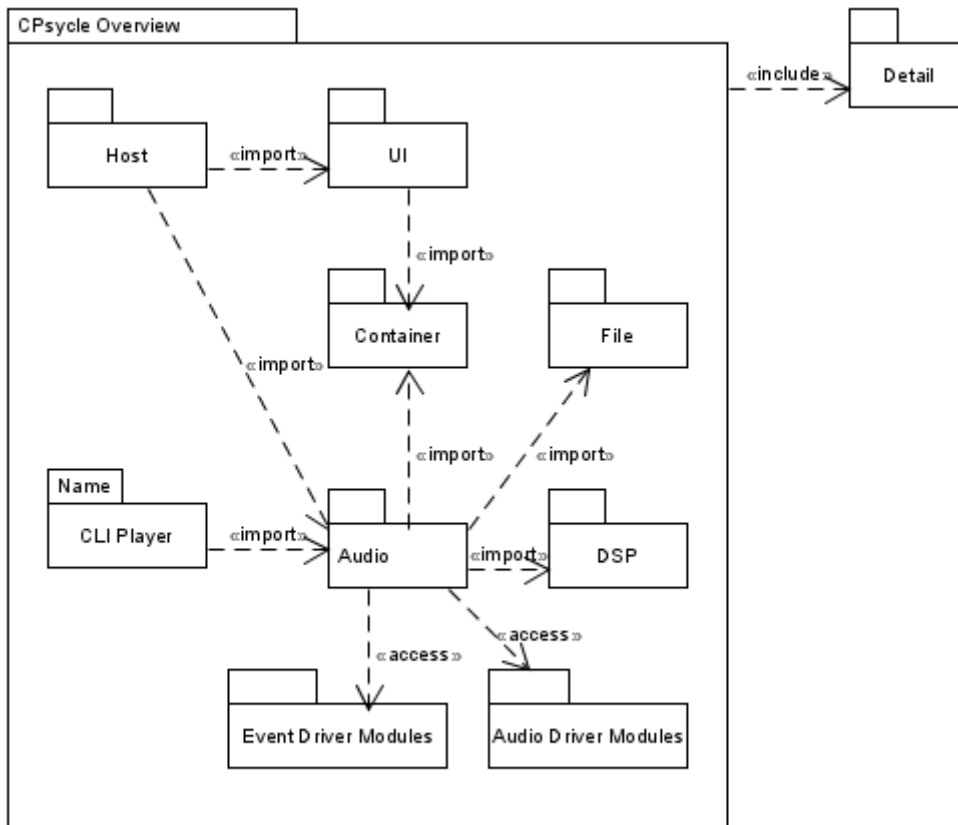 CPsycle Overview
«include»
Detail
Host
«import»
UI
«import»
Container
File
«import»
«import»
«import»
Name
CLI Player
«import»
Audio
«import»
DSP
«access»
«access»
Event Driver Modules
Audio Driver Modules